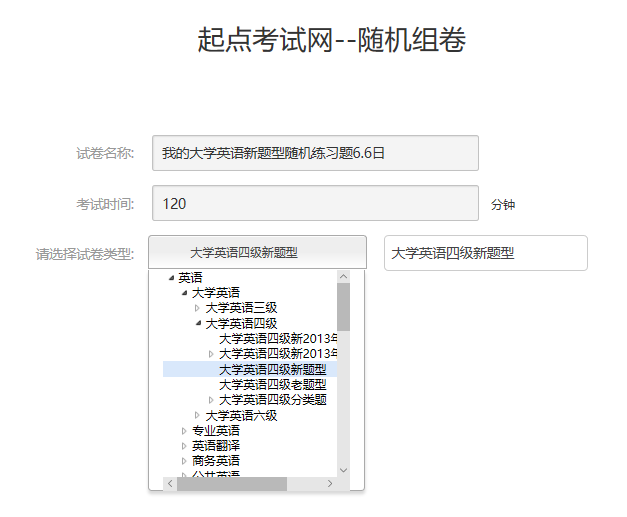 起点考试网--随机组卷
试卷名称: 我的大学英语新题型随机练习题6.6日
考试时间: 120 分钟
请选择试卷类型: 大学英语四级新题型 大学英语四级新题型
英语
大学英语
大学英语三级
大学英语四级
大学英语四级新2013年
大学英语四级新2013年
大学英语四级新题型
大学英语四级老题型
大学英语四级分类题
大学英语六级
专业英语
英语翻译
商务英语
公共英语